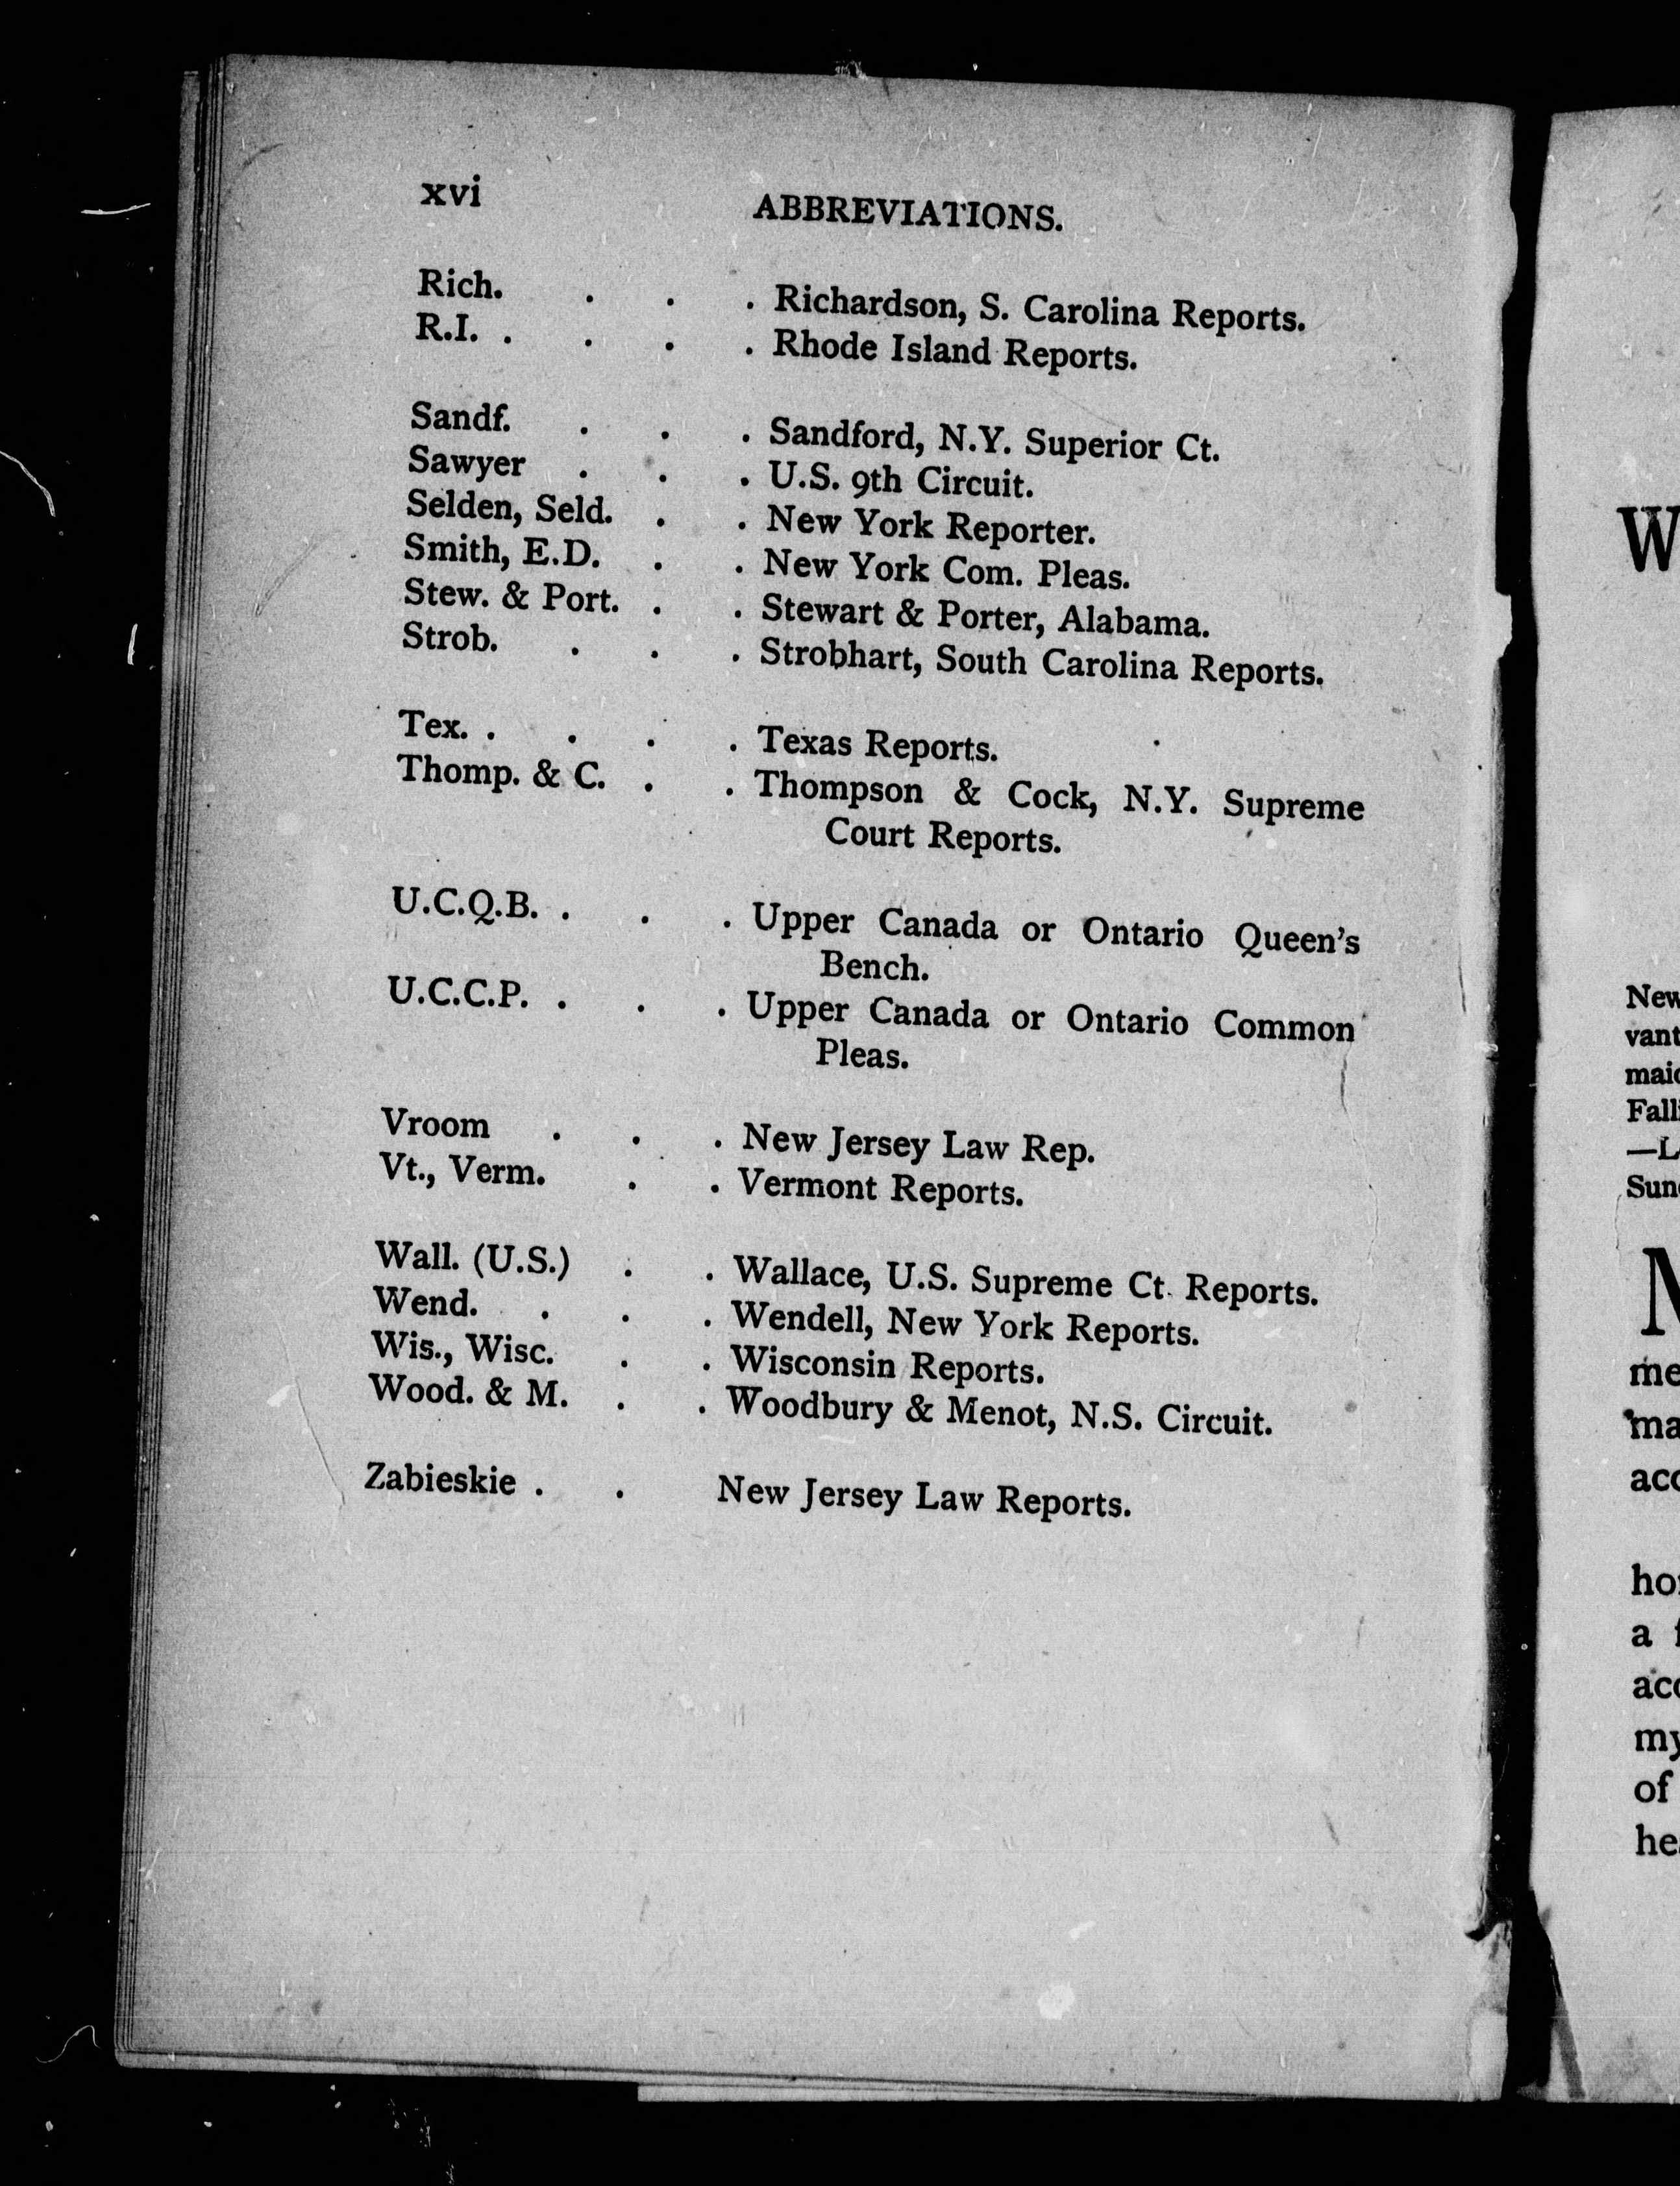 xvi ABBREVIATIONS.
Rich. . . . Richardson, S. Carolina Reports.
R.I. . . . . Rhode Island Reports.
Sandf. . . . Sandford, N.Y. Superior Ct.
Sawyer . . . U.S. 9th Circuit.
Selden, Seld. . . New York Reporter.
Smith, E.D. . . New York Com. Pleas.
Stew. & Port. . . Stewart & Porter, Alabama.
Strob. . . . Strobhart, South Carolina Reports.
Tex. . . . . Texas Reports.
Thomp. & C. . . Thompson & Cock, N.Y. Supreme
Court Reports.
U.C.Q.B. . . . Upper Canada or Ontario Queen's
Bench.
U.C.C.P. . . . Upper Canada or Ontario Common
Pleas.
Vroom . . . New Jersey Law Rep.
Vt., Verm. . . Vermont Reports.
Wall. (U.S.) . . Wallace, U.S. Supreme Ct. Reports.
Wend. . . . Wendell, New York Reports.
Wis., Wisc. . . Wisconsin Reports.
Wood. & M. . . Woodbury & Menot, N.S. Circuit.
Zabieskie . . New Jersey Law Reports.
W
New
vant
Fall
—L
Sun
me
ma
acc
a
acc
my
of